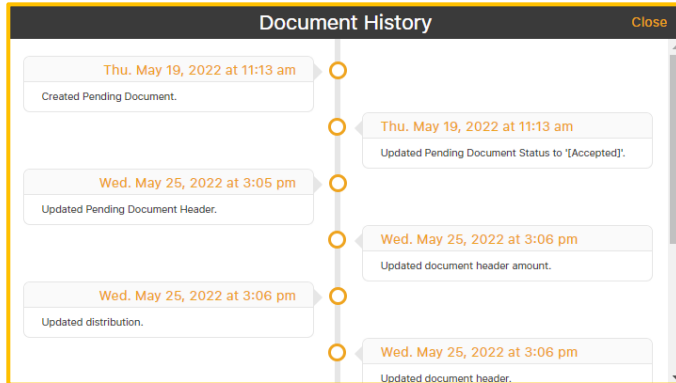 Document History
Close
Thu. May 19, 2022 at 11:13 am
Created Pending Document.
Thu. May 19, 2022 at 11:13 am
Updated Pending Document Status to '[Accepted]'.
Wed. May 25, 2022 at 3:05 pm
Updated Pending Document Header.
Wed. May 25, 2022 at 3:06 pm
Updated document header amount.
Wed. May 25, 2022 at 3:06 pm
Updated distribution.
Wed. May 25, 2022 at 3:06 pm
Updated document header.